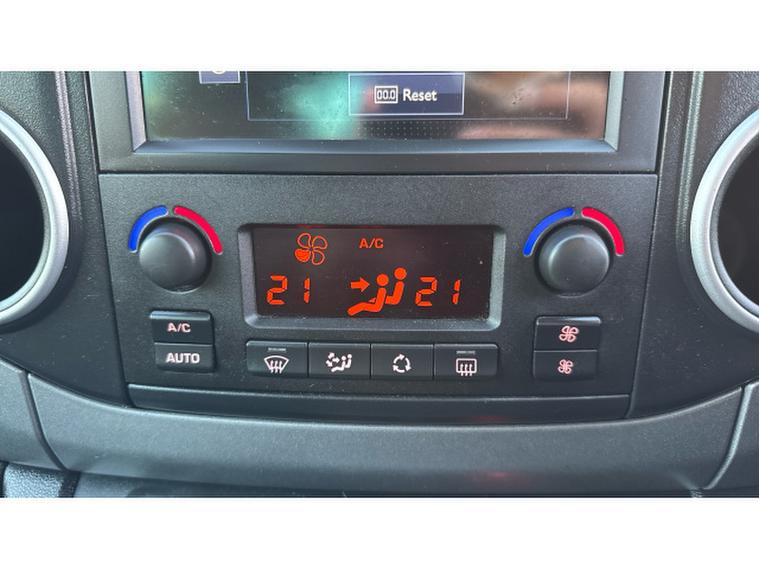 00.0 Reset
A/C
21 21
A/C
AUTO